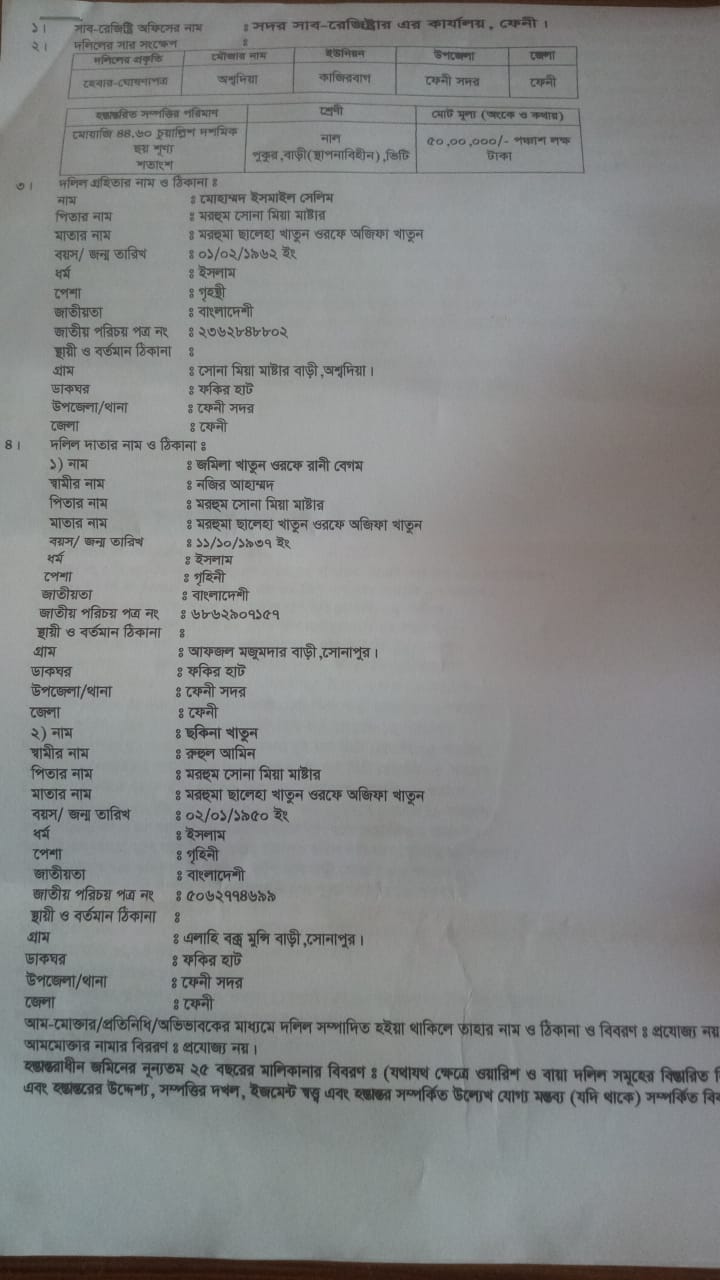 ১। সাব-রেজিষ্ট্রি অফিসের নাম ঃ সদর সাব-রেজিষ্ট্রার এর কার্যালয়, ফেনী ।
২। দলিলের সার সংক্ষেপ ঃ
দলিলের প্রকৃতি মৌজার নাম ইউনিয়ন উপজেলা জেলা
হেবার-ঘোষণাপত্র অশ্বদিয়া কাজিরবাগ ফেনী সদর ফেনী
হস্তান্তরিত সম্পত্তির পরিমান শ্রেনী মোট মূল্য (অংকে ও কথায়)
মোয়াজি ৪৪.৬০ চুয়াল্লিশ দশমিক ছয় শূণ্য শতাংশ নাল পুকুর,বাড়ী(স্থাপনাবিহীন),ভিটি ৫০,০০,০০০/- পঞ্চাশ লক্ষ টাকা
৩। দলিল গ্রহিতার নাম ও ঠিকানা ঃ
নাম ঃ মোহাম্মদ ইসমাইল সেলিম
পিতার নাম ঃ মরহুম সোনা মিয়া মাষ্টার
মাতার নাম ঃ মরহুমা ছালেহা খাতুন ওরফে অজিফা খাতুন
বয়স/ জন্ম তারিখ ঃ ০১/০২/১৯৬২ ইং
ধর্ম ঃ ইসলাম
পেশা ঃ গৃহস্থী
জাতীয়তা ঃ বাংলাদেশী
জাতীয় পরিচয় পত্র নং ঃ ২৩৬২৮৪৮৮০২
স্থায়ী ও বর্তমান ঠিকানা ঃ
গ্রাম ঃ সোনা মিয়া মাষ্টার বাড়ী,অশ্বদিয়া ।
ডাকঘর ঃ ফকির হাট
উপজেলা/থানা ঃ ফেনী সদর
জেলা ঃ ফেনী
৪। দলিল দাতার নাম ও ঠিকানা ঃ
১) নাম ঃ জমিলা খাতুন ওরফে রানী বেগম
স্বামীর নাম ঃ নজির আহাম্মদ
পিতার নাম ঃ মরহুম সোনা মিয়া মাষ্টার
মাতার নাম ঃ মরহুমা ছালেহা খাতুন ওরফে অজিফা খাতুন
বয়স/ জন্ম তারিখ ঃ ১১/১০/১৯৩৭ ইং
ধর্ম ঃ ইসলাম
পেশা ঃ গৃহিনী
জাতীয়তা ঃ বাংলাদেশী
জাতীয় পরিচয় পত্র নং ঃ ৬৮৬২৯০৭১৫৭
স্থায়ী ও বর্তমান ঠিকানা ঃ
গ্রাম ঃ আফজল মজুমদার বাড়ী,সোনাপুর ।
ডাকঘর ঃ ফকির হাট
উপজেলা/থানা ঃ ফেনী সদর
জেলা ঃ ফেনী
২) নাম ঃ ছকিনা খাতুন
স্বামীর নাম ঃ রুহুল আমিন
পিতার নাম ঃ মরহুম সোনা মিয়া মাষ্টার
মাতার নাম ঃ মরহুমা ছালেহা খাতুন ওরফে অজিফা খাতুন
বয়স/ জন্ম তারিখ ঃ ০২/০১/১৯৫০ ইং
ধর্ম ঃ ইসলাম
পেশা ঃ গৃহিনী
জাতীয়তা ঃ বাংলাদেশী
জাতীয় পরিচয় পত্র নং ঃ ৫০৬২৭৭৪৬৯৯
স্থায়ী ও বর্তমান ঠিকানা ঃ
গ্রাম ঃ এলাহি বক্স মুন্সি বাড়ী,সোনাপুর ।
ডাকঘর ঃ ফকির হাট
উপজেলা/থানা ঃ ফেনী সদর
জেলা ঃ ফেনী
আম-মোক্তার/প্রতিনিধি/অভিভাবকের মাধ্যমে দলিল সম্পাদিত হইয়া থাকিলে তাহার নাম ও ঠিকানা ও বিবরণ ঃ প্রযোজ্য নয়
আমমোক্তার নামার বিবরণ ঃ প্রযোজ্য নয় ।
হস্তান্তরাধীন জমিনের নূন্যতম ২৫ বছরের মালিকানার বিবরণ ঃ (যথাযথ ক্ষেত্রে ওয়ারিশ ও বায়া দলিল সমূহের বিস্তারিত
এবং হস্তান্তরের উদ্দেশ্য, সম্পত্তির দখল, ইজমেন্ট স্বত্ব এবং হস্তান্তর সম্পর্কিত উল্লেখ যোগ্য মন্তব্য (যদি থাকে) সম্পর্কিত